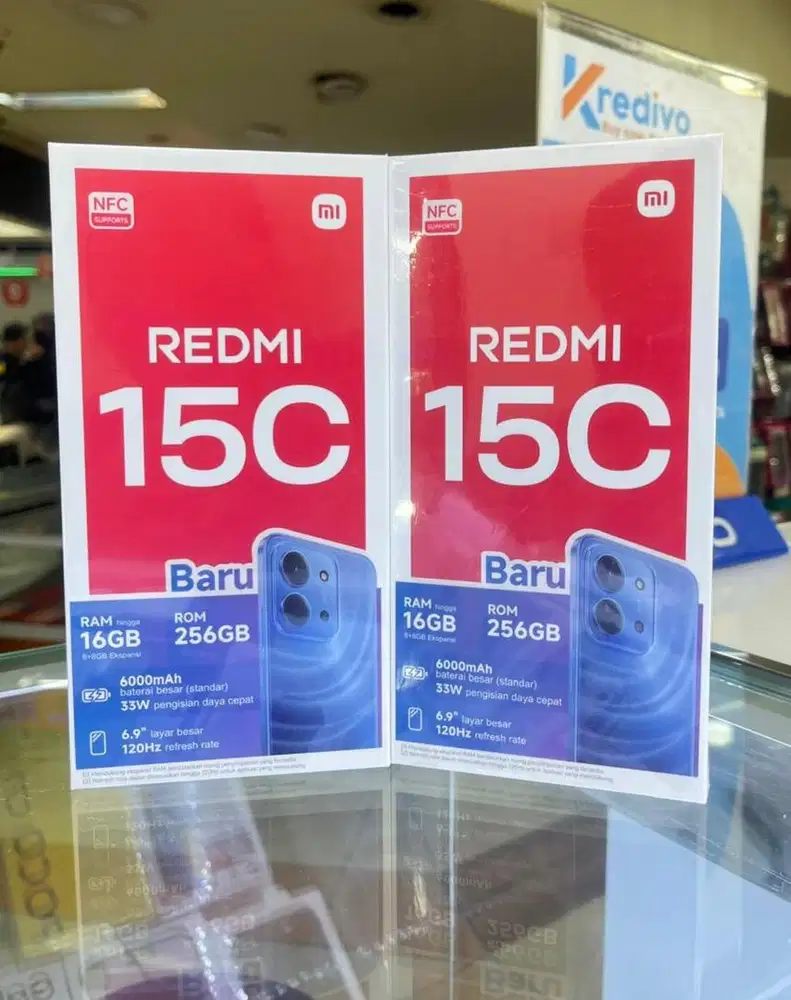 Kredivo
NFC
SUPPORTS
mi
REDMI
15C
Baru
RAM hingga
16GB
8+8GB Ekspansi
ROM
256GB
6000mAh
baterai besar (standar)
33W pengisian daya cepat
6.9" layar besar
120Hz refresh rate
NFC
SUPPORTS
mi
REDMI
15C
Baru
RAM hingga
16GB
8+8GB Ekspansi
ROM
256GB
6000mAh
baterai besar (standar)
33W pengisian daya cepat
6.9" layar besar
120Hz refresh rate